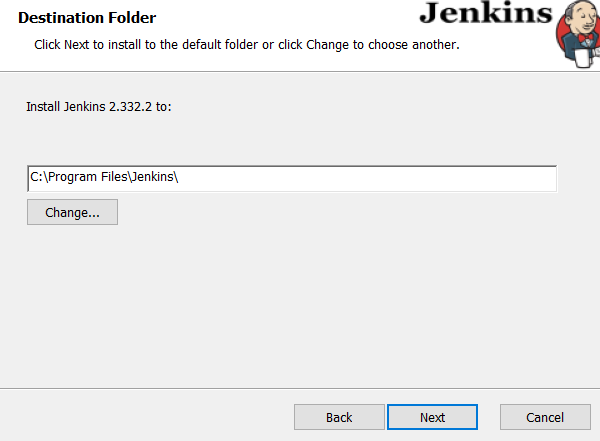 Destination Folder
Jenkins
Click Next to install to the default folder or click Change to choose another.
Install Jenkins 2.332.2 to:
C:\Program Files\Jenkins\
Change...
Back
Next
Cancel